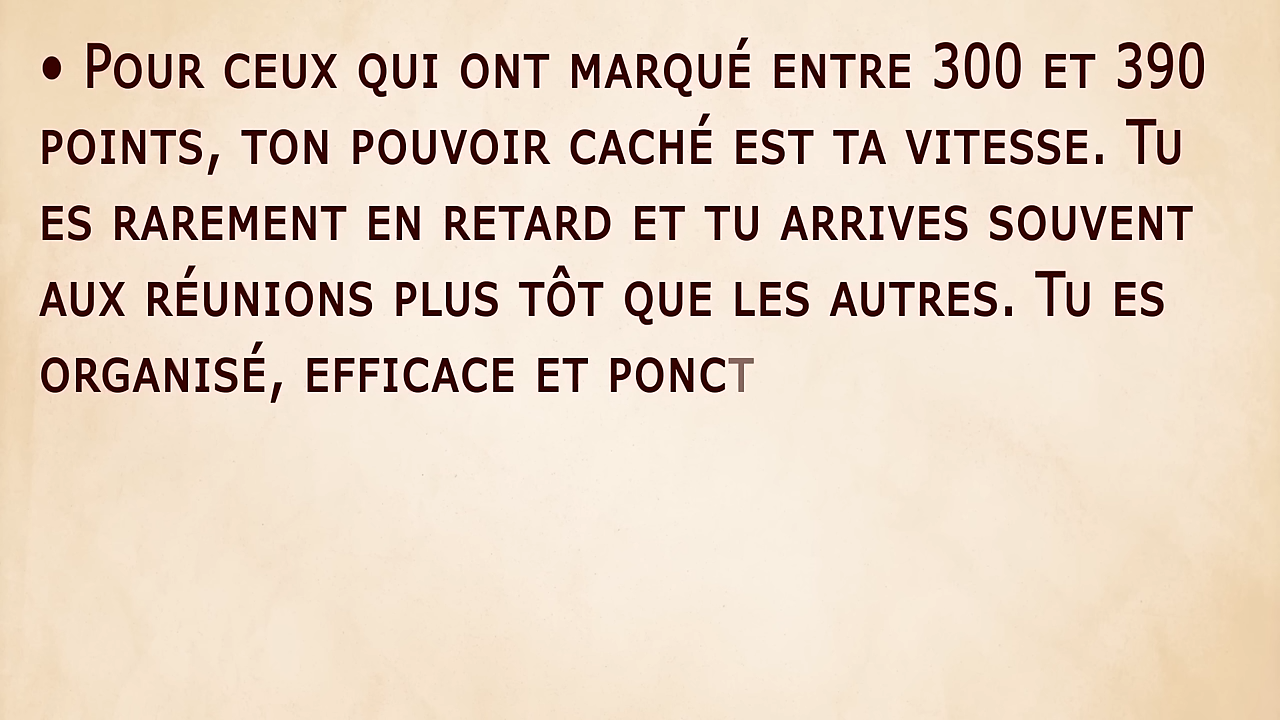 • Pour ceux qui ont marqué entre 300 et 390
points, ton pouvoir caché est ta vitesse. Tu
es rarement en retard et tu arrives souvent
aux réunions plus tôt que les autres. Tu es
organisé, efficace et ponct